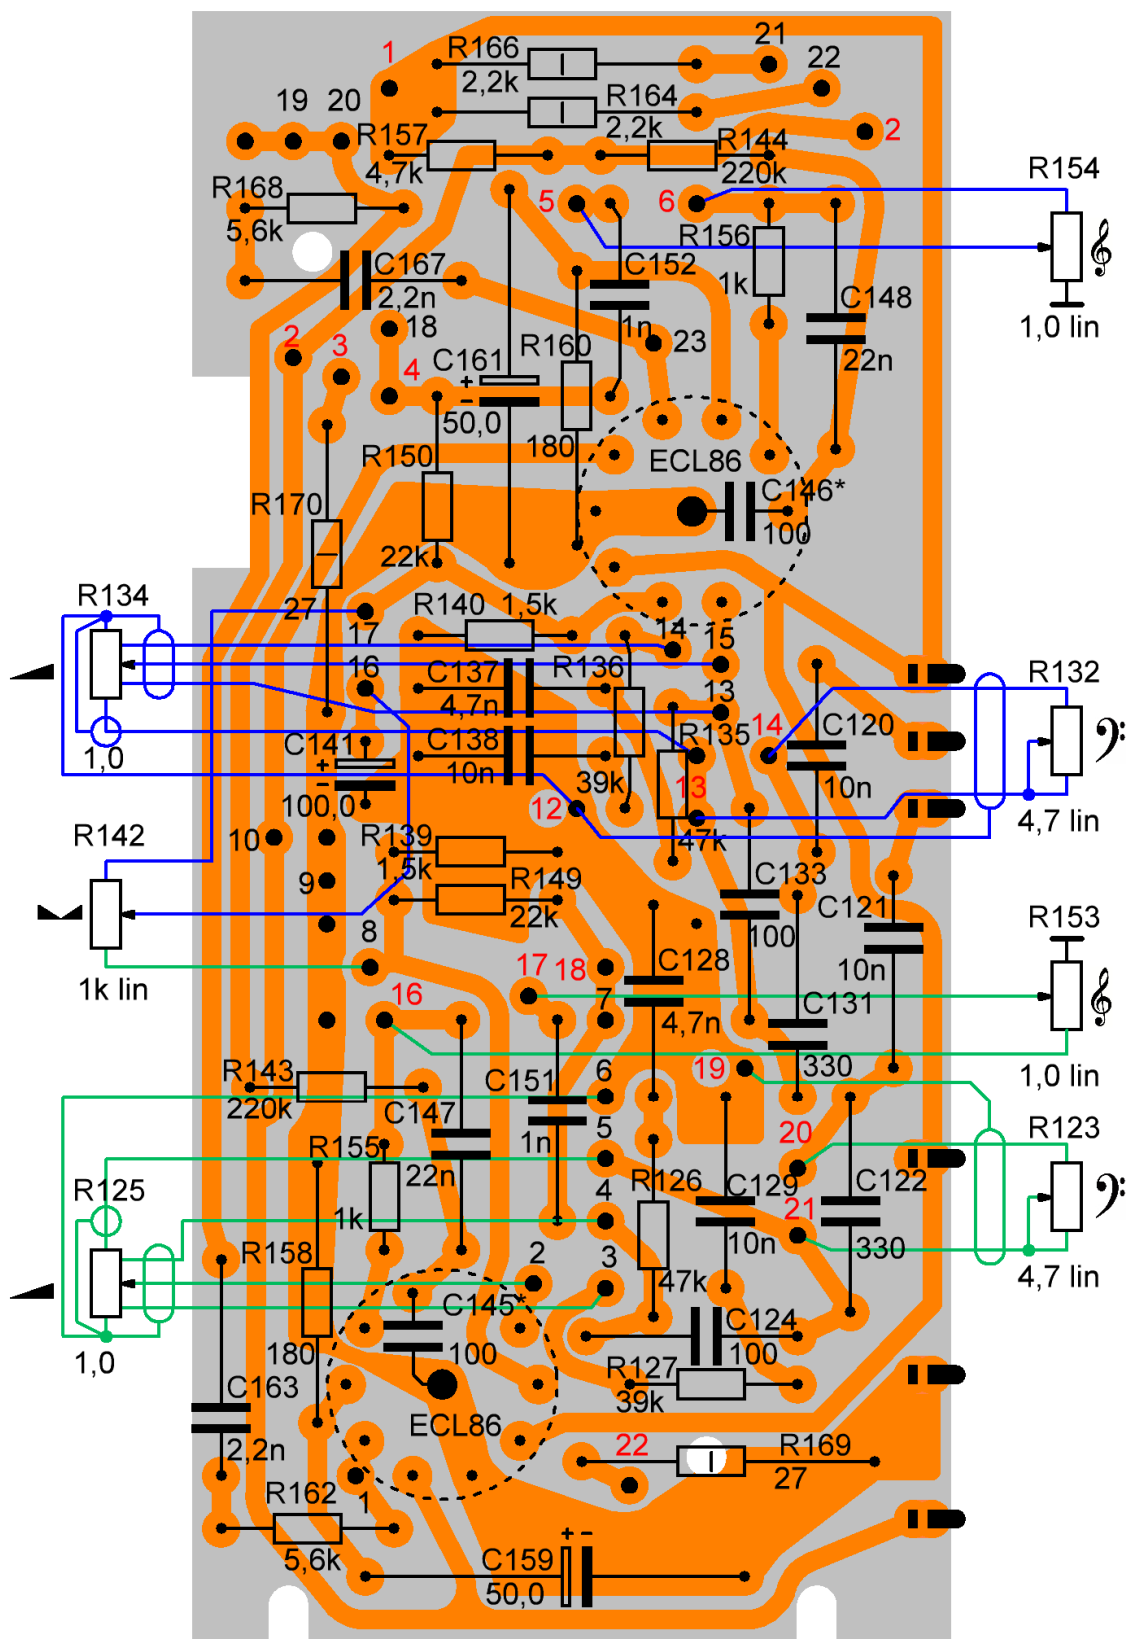 1
R166
2,2k
21
22
R164
2,2k
19
20
R157
4,7k
R144
220k
2
R154
1,0 lin
R168
5,6k
5
6
R156
1k
C167
2,2n
C152
1n
C148
22n
2
3
18
4
C161
+
-
50,0
R160
180
23
R150
22k
ECL86
C146*
100
R170
27
R134
1,0
17
R140
1,5k
14
15
16
C137
4,7n
R136
39k
13
R132
4,7 lin
C141
+
-
100,0
C138
10n
R135
47k
14
13
C120
10n
12
R142
1k lin
10
R139
1,5k
9
R149
22k
C133
100
C121
10n
R153
1,0 lin
8
17
18
7
C128
4,7n
C131
330
16
19
R143
220k
C147
22n
C151
1n
6
5
20
R123
4,7 lin
R155
1k
R126
47k
C129
10n
C122
330
21
R125
1,0
4
3
2
R158
180
C145*
100
C124
100
R127
39k
C163
2,2n
ECL86
22
R169
27
R162
5,6k
1
C159
50,0
+ -